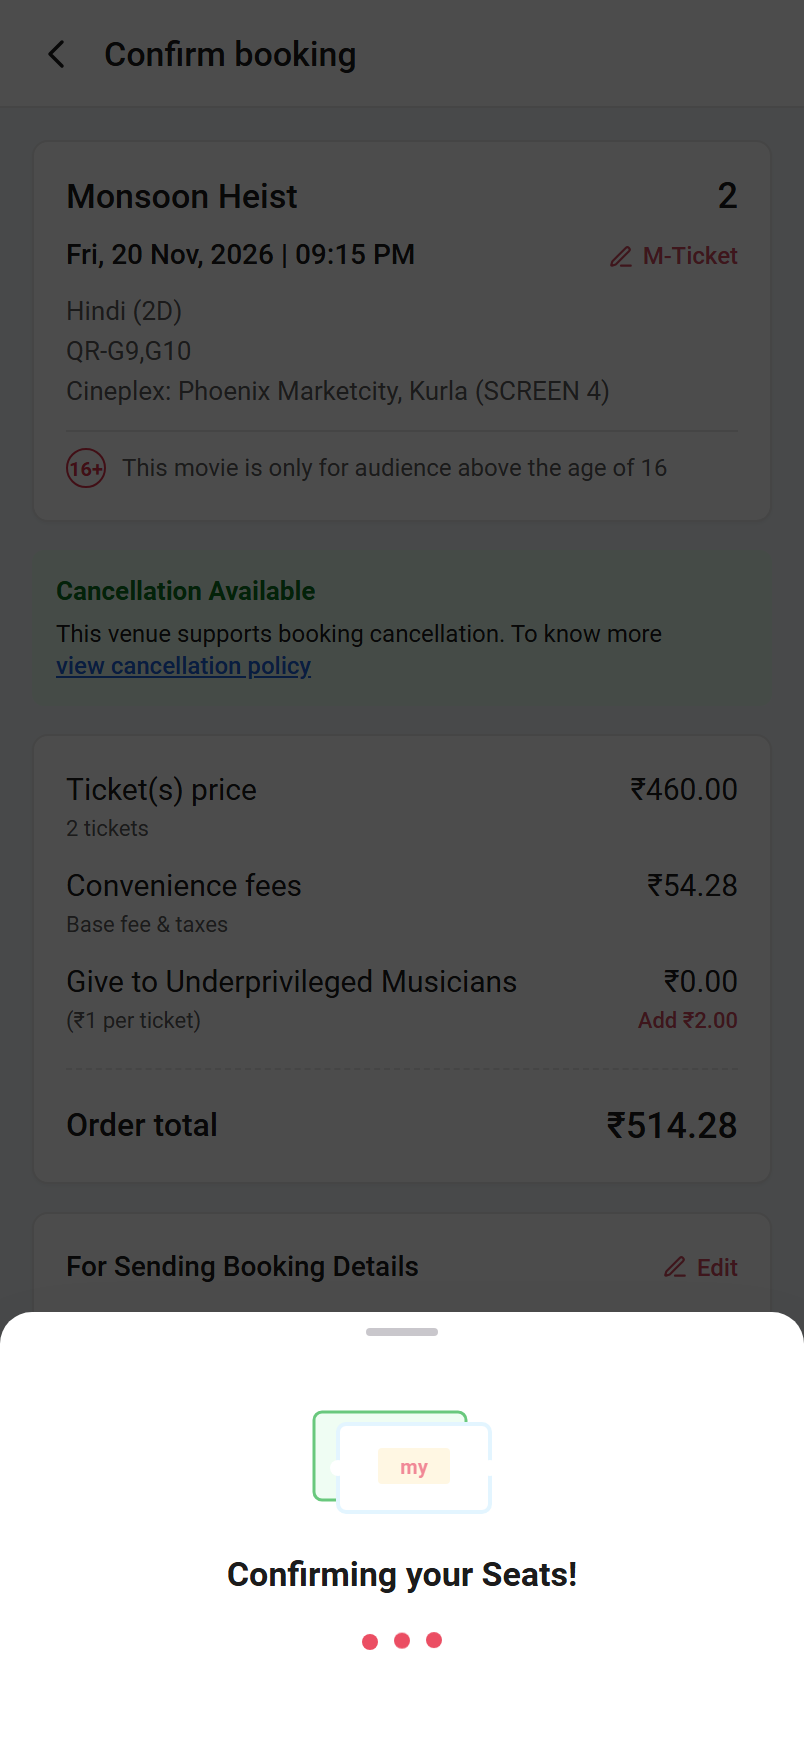 Confirm booking
Monsoon Heist
2
Fri, 20 Nov, 2026 | 09:15 PM
M-Ticket
Hindi (2D)
QR-G9,G10
Cineplex: Phoenix Marketcity, Kurla (SCREEN 4)
16+ This movie is only for audience above the age of 16
Cancellation Available
This venue supports booking cancellation. To know more
view cancellation policy
Ticket(s) price
₹460.00
2 tickets
Convenience fees
₹54.28
Base fee & taxes
Give to Underprivileged Musicians
₹0.00
(₹1 per ticket)
Add ₹2.00
Order total
₹514.28
For Sending Booking Details
Edit
my
Confirming your Seats!